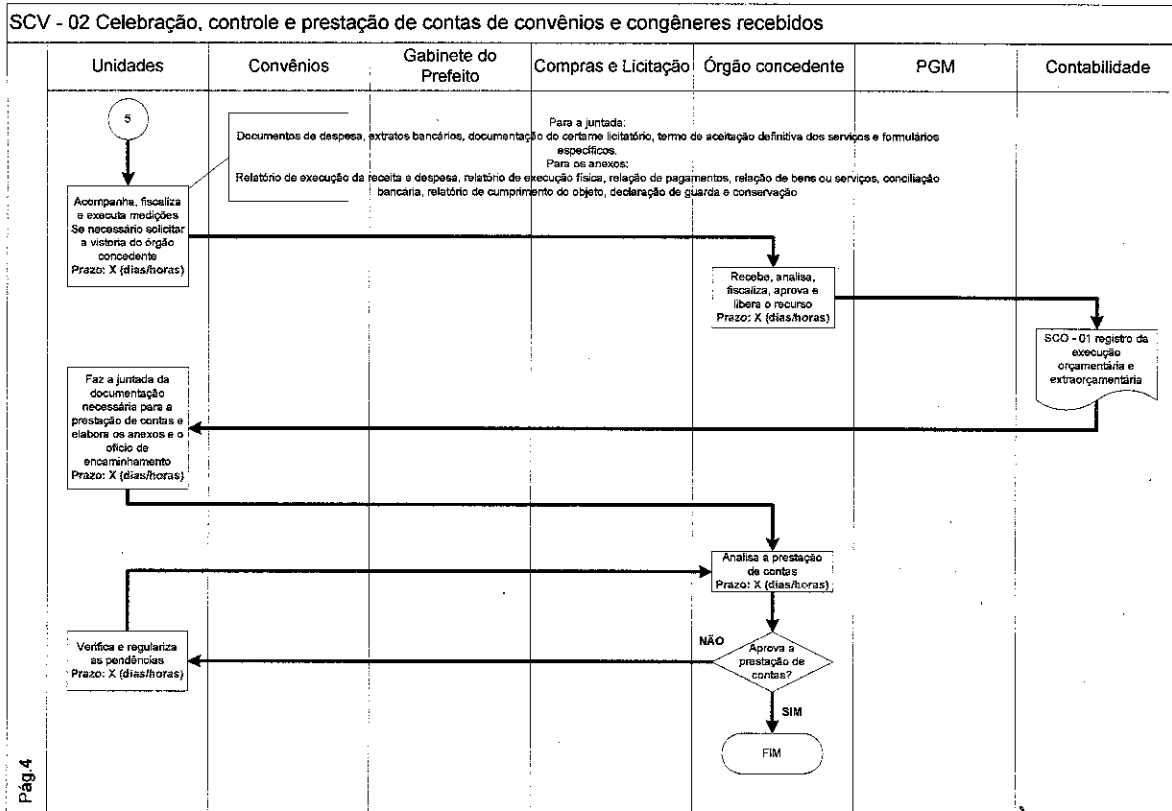 SCV - 02 Celebração, controle e prestação de contas de convênios e congêneres recebidos
Unidades
Convênios
Gabinete do
Prefeito
Compras e Licitação
Órgão concedente
PGM
Contabilidade
5
Para a juntada:
Documentos de despesa, extratos bancários, documentação do certame licitatório, termo de aceitação definitiva dos serviços e formulários
específicos.
Para os anexos:
Relatório de execução da receita e despesa, relatório de execução física, relação de pagamentos, relação de bens ou serviços, conciliação
bancária, relatório de cumprimento do objeto, declaração de guarda e conservação
Acompanha, fiscaliza
e executa medições
Se necessário solicitar
a vistoria do órgão
concedente
Prazo: X (dias/horas)
Recebe, analisa,
fiscaliza, aprova e
libera o recurso
Prazo: X (dias/horas)
SCO - 01 registro da
execução
orçamentária e
extraorçamentária
Faz a juntada da
documentação
necessária para a
prestação de contas e
elabora os anexos e o
ofício de
encaminhamento
Prazo: X (dias/horas)
Analisa a prestação
de contas
Prazo: X (dias/horas)
Verifica e regulariza
as pendências
Prazo: X (dias/horas)
NÃO
Aprova a
prestação de
contas?
SIM
FIM
Pág.4